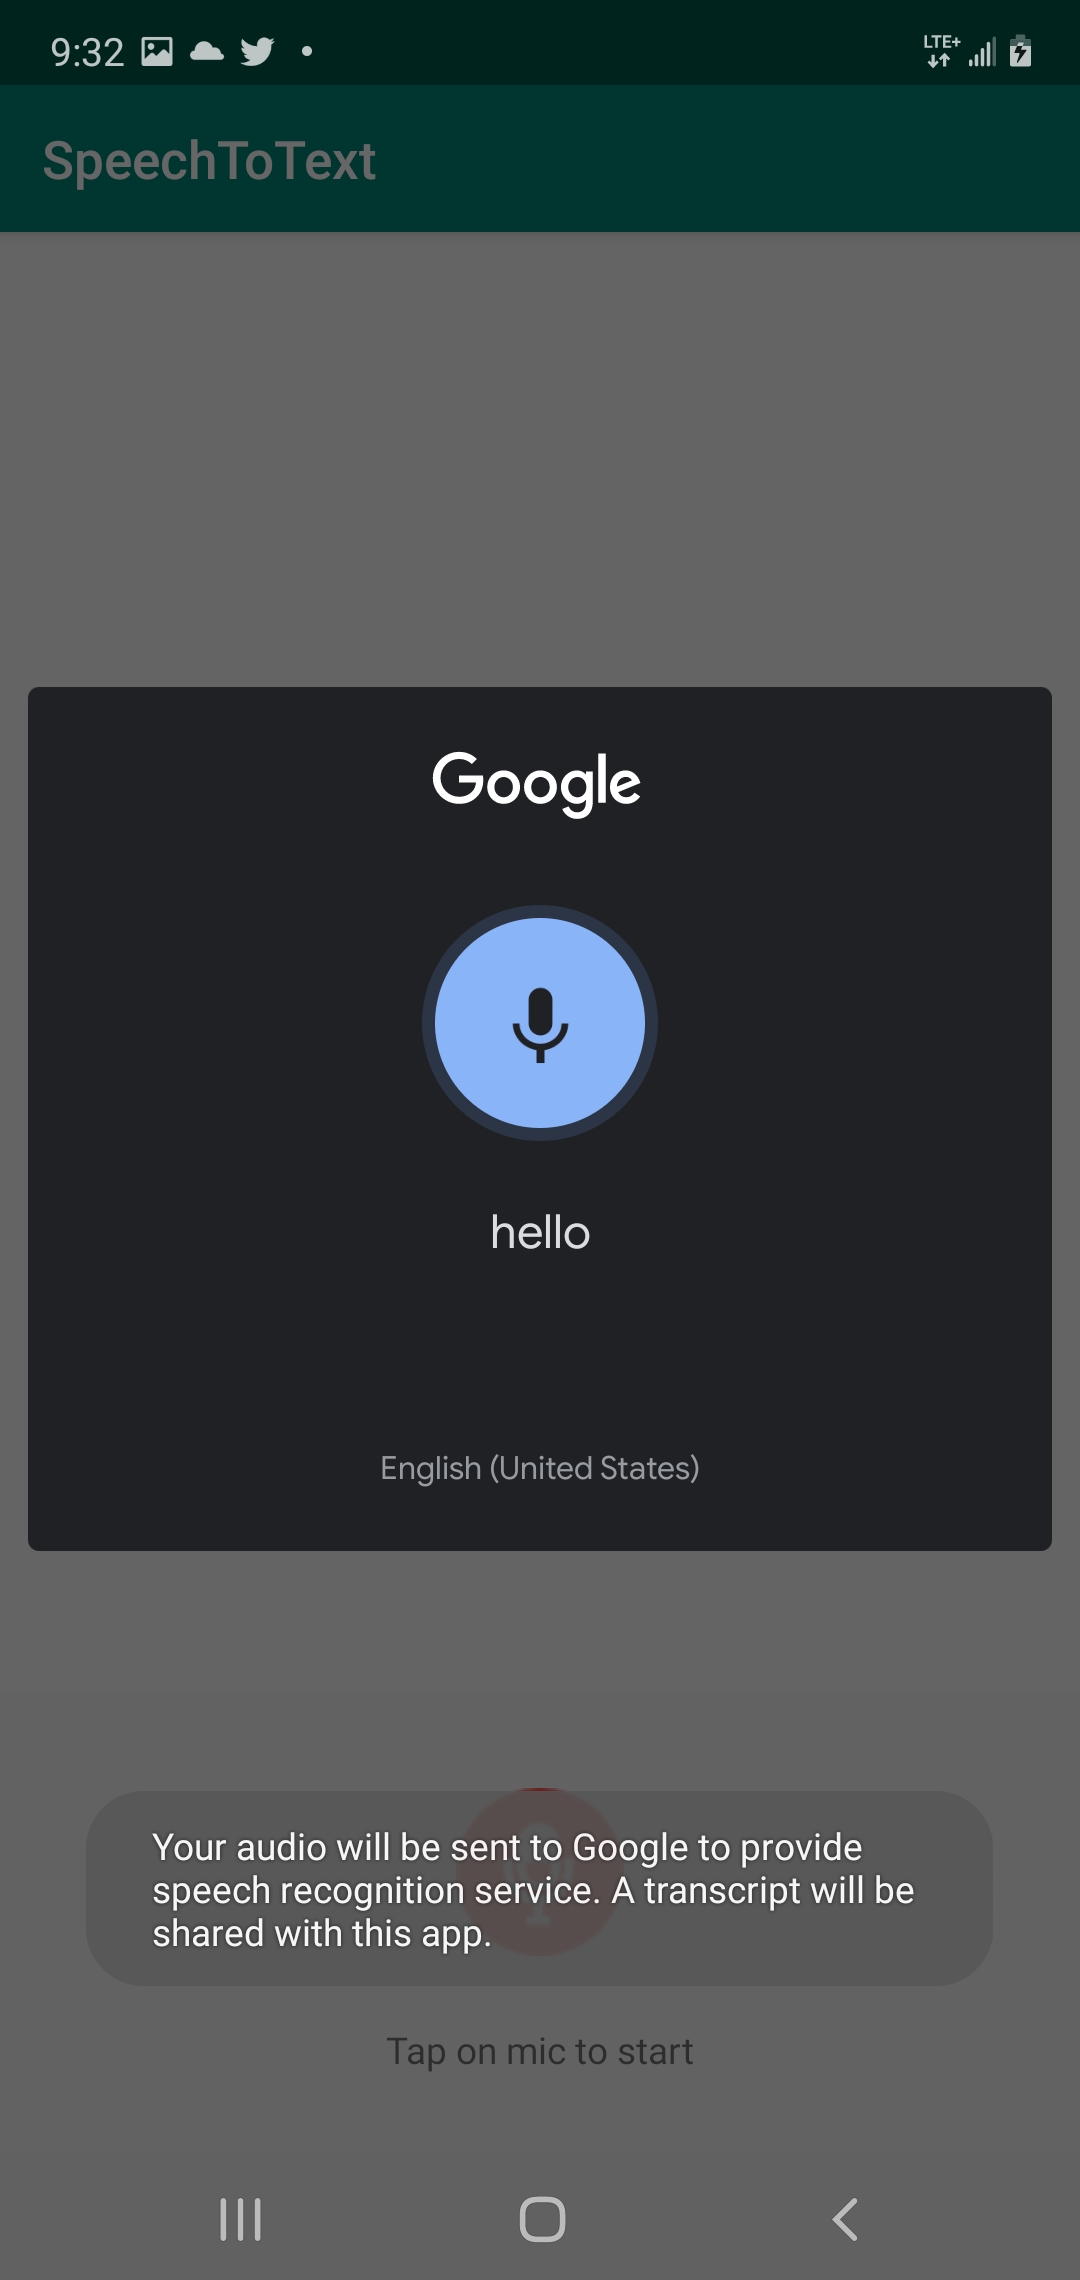 9:32
LTE+
SpeechToText
Google
hello
English (United States)
Your audio will be sent to Google to provide
speech recognition service. A transcript will be
shared with this app.
Tap on mic to start